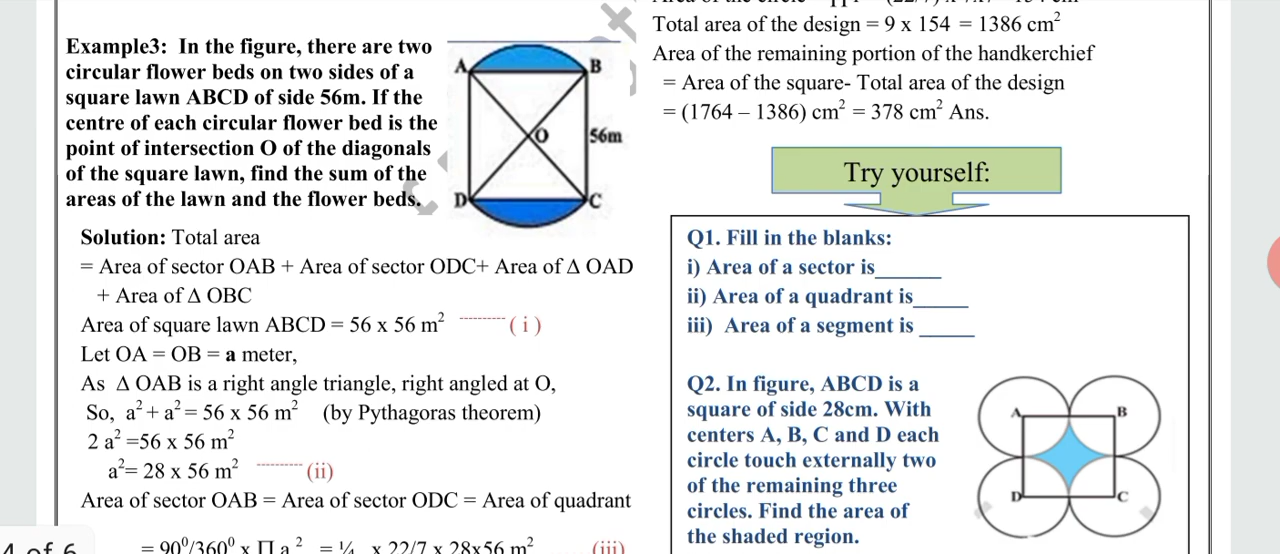 Total area of the design = 9 x 154 = 1386 cm²
Area of the remaining portion of the handkerchief
= Area of the square- Total area of the design
= (1764 – 1386) cm² = 378 cm² Ans.
Example3: In the figure, there are two
circular flower beds on two sides of a
square lawn ABCD of side 56m. If the
centre of each circular flower bed is the
point of intersection O of the diagonals
of the square lawn, find the sum of the
areas of the lawn and the flower beds.
A
B
O
56m
D
C
Solution: Total area
= Area of sector OAB + Area of sector ODC+ Area of Δ OAD
+ Area of Δ OBC
Area of square lawn ABCD = 56 x 56 m² ---------- ( i )
Let OA = OB = a meter,
As Δ OAB is a right angle triangle, right angled at O,
So, a² + a² = 56 x 56 m² (by Pythagoras theorem)
2 a² =56 x 56 m²
a²= 28 x 56 m² ---------- (ii)
Area of sector OAB = Area of sector ODC = Area of quadrant
= 90⁰/360⁰ x ∏ a² = ¼ x 22/7 x 28x56 m² (iii)
Try yourself:
Q1. Fill in the blanks:
i) Area of a sector is______
ii) Area of a quadrant is_____
iii) Area of a segment is _____
Q2. In figure, ABCD is a
square of side 28cm. With
centers A, B, C and D each
circle touch externally two
of the remaining three
circles. Find the area of
the shaded region.
A
B
D
C
4 of 6